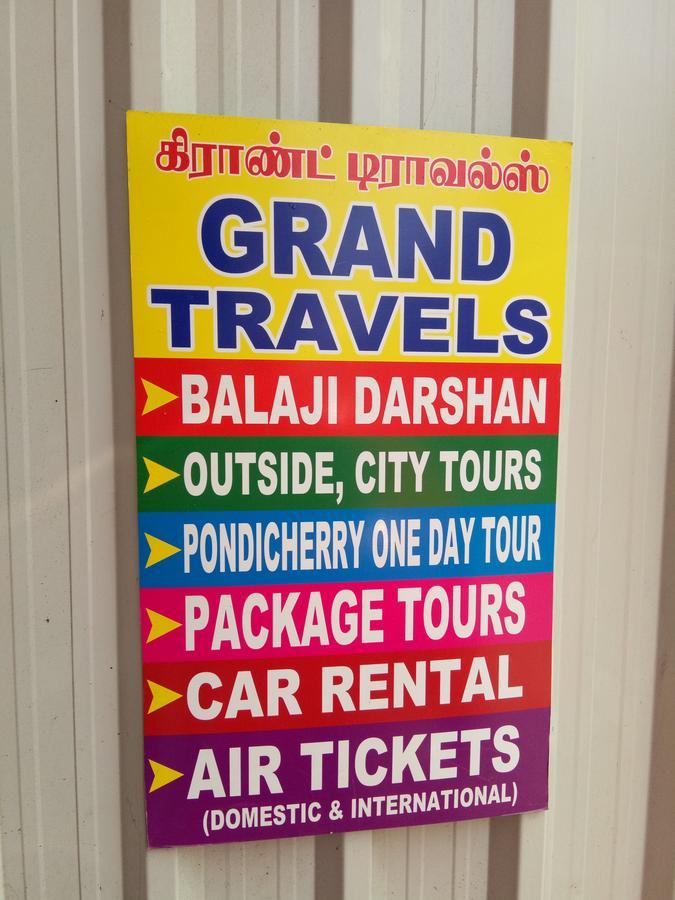 கிராண்ட் டிராவல்ஸ்
GRAND
TRAVELS
BALAJI DARSHAN
OUTSIDE, CITY TOURS
PONDICHERRY ONE DAY TOUR
PACKAGE TOURS
CAR RENTAL
AIR TICKETS
(DOMESTIC & INTERNATIONAL)